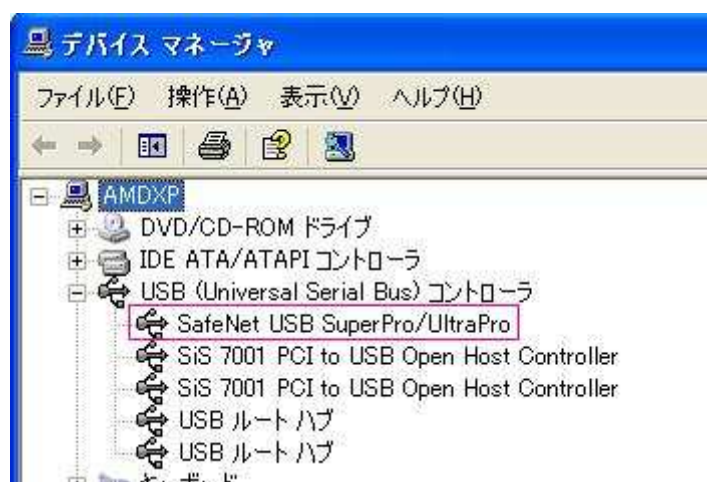 デバイス マネージャ
ファイル(F) 操作(A) 表示(V) ヘルプ(H)
AMDXP
DVD/CD-ROM ドライブ
IDE ATA/ATAPI コントローラ
USB (Universal Serial Bus) コントローラ
SafeNet USB SuperPro/UltraPro
SiS 7001 PCI to USB Open Host Controller
SiS 7001 PCI to USB Open Host Controller
USB ルート ハブ
USB ルート ハブ